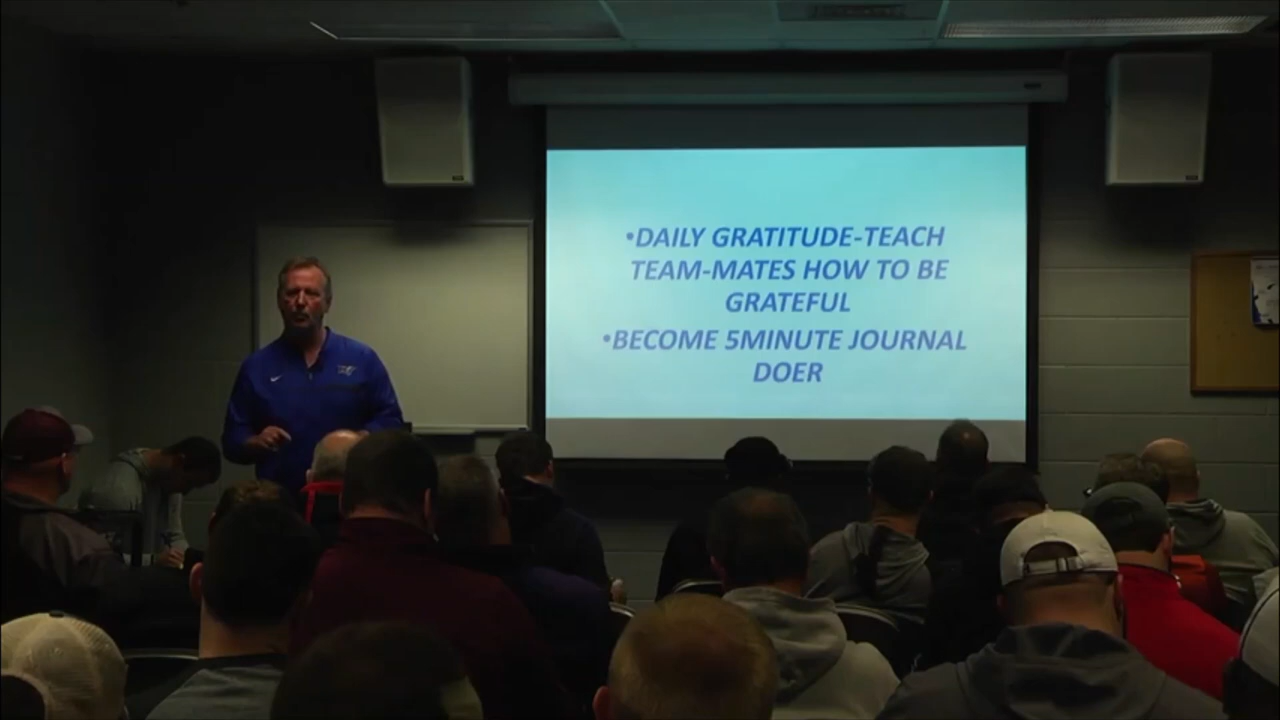 •DAILY GRATITUDE-TEACH
TEAM-MATES HOW TO BE
GRATEFUL
•BECOME 5MINUTE JOURNAL
DOER